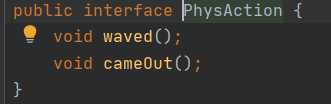 public interface PhysAction {
void waved();
void cameOut();
}